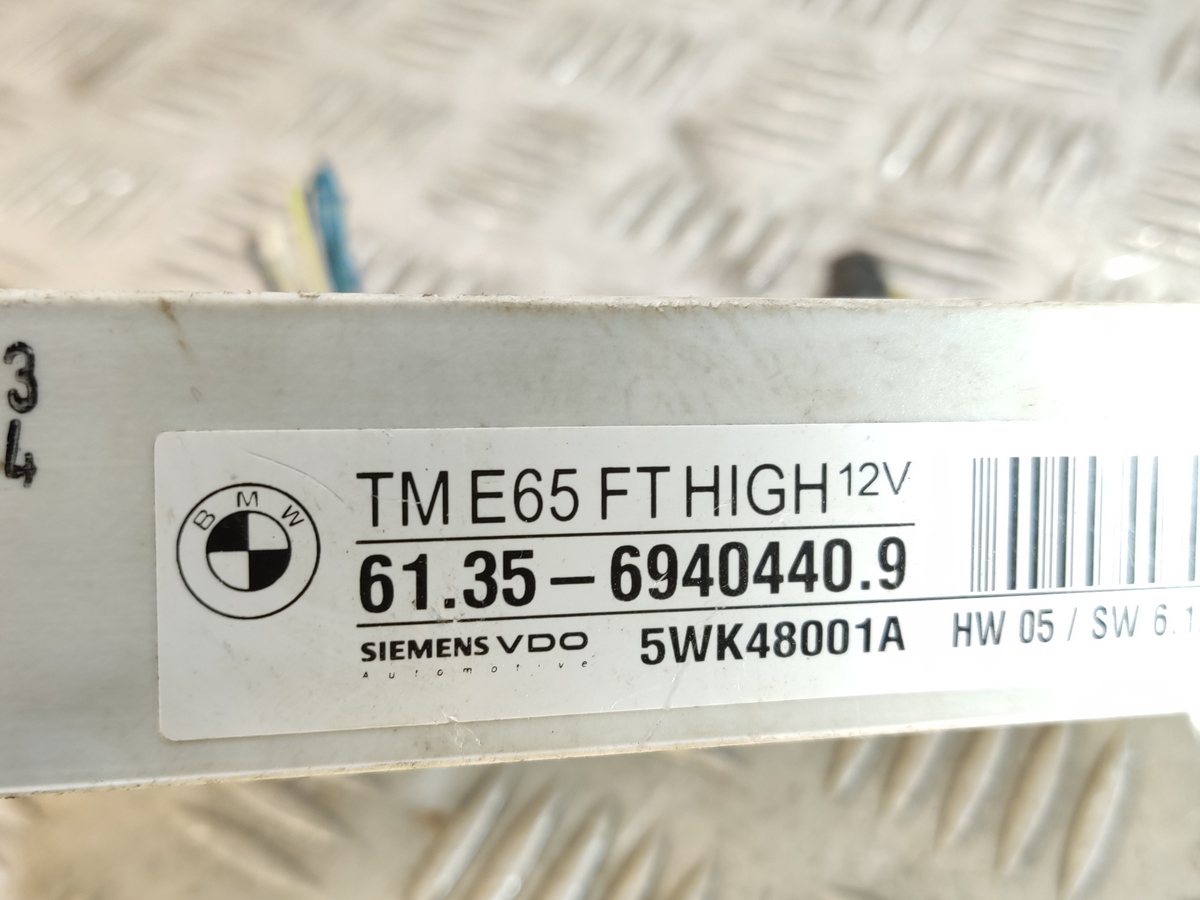 3
4
BMW
TM E65 FT HIGH 12V
61.35 – 6940440.9
SIEMENS VDO
Automotive
5WK48001A
HW 05 / SW 6.1